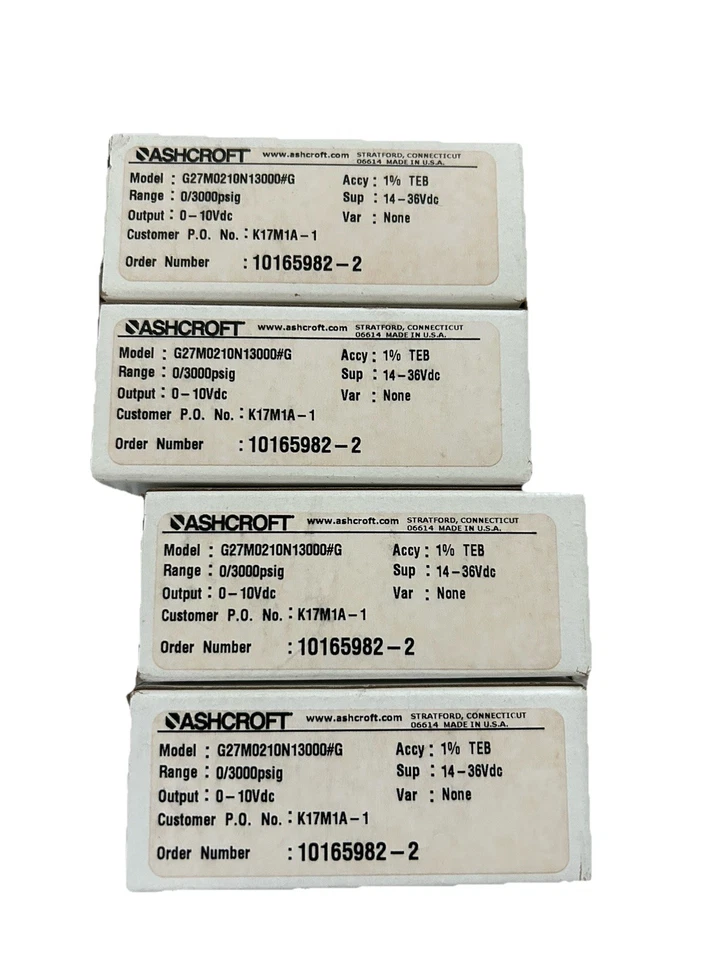 ASHCROFT www.ashcroft.com STRATFORD, CONNECTICUT
06614 MADE IN U.S.A.
Model : G27M0210N13000#G Accy : 1% TEB
Range : 0/3000psig Sup : 14-36Vdc
Output : 0-10Vdc Var : None
Customer P.O. No. : K17M1A-1
Order Number : 10165982-2
ASHCROFT www.ashcroft.com STRATFORD, CONNECTICUT
06614 MADE IN U.S.A.
Model : G27M0210N13000#G Accy : 1% TEB
Range : 0/3000psig Sup : 14-36Vdc
Output : 0-10Vdc Var : None
Customer P.O. No. : K17M1A-1
Order Number : 10165982-2
ASHCROFT www.ashcroft.com STRATFORD, CONNECTICUT
06614 MADE IN U.S.A.
Model : G27M0210N13000#G Accy : 1% TEB
Range : 0/3000psig Sup : 14-36Vdc
Output : 0-10Vdc Var : None
Customer P.O. No. : K17M1A-1
Order Number : 10165982-2
ASHCROFT www.ashcroft.com STRATFORD, CONNECTICUT
06614 MADE IN U.S.A.
Model : G27M0210N13000#G Accy : 1% TEB
Range : 0/3000psig Sup : 14-36Vdc
Output : 0-10Vdc Var : None
Customer P.O. No. : K17M1A-1
Order Number : 10165982-2